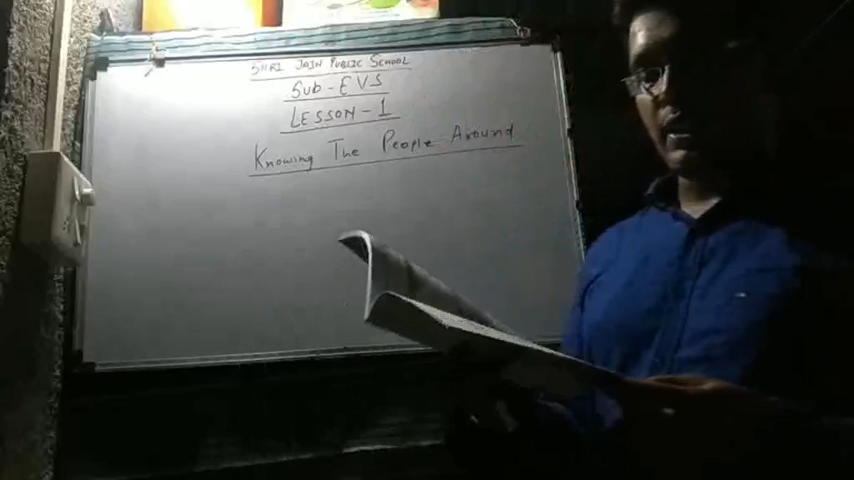 SHRI JAIN PUBLIC SCHOOL
Sub - EVS
LESSON - 1
Knowing The People Around